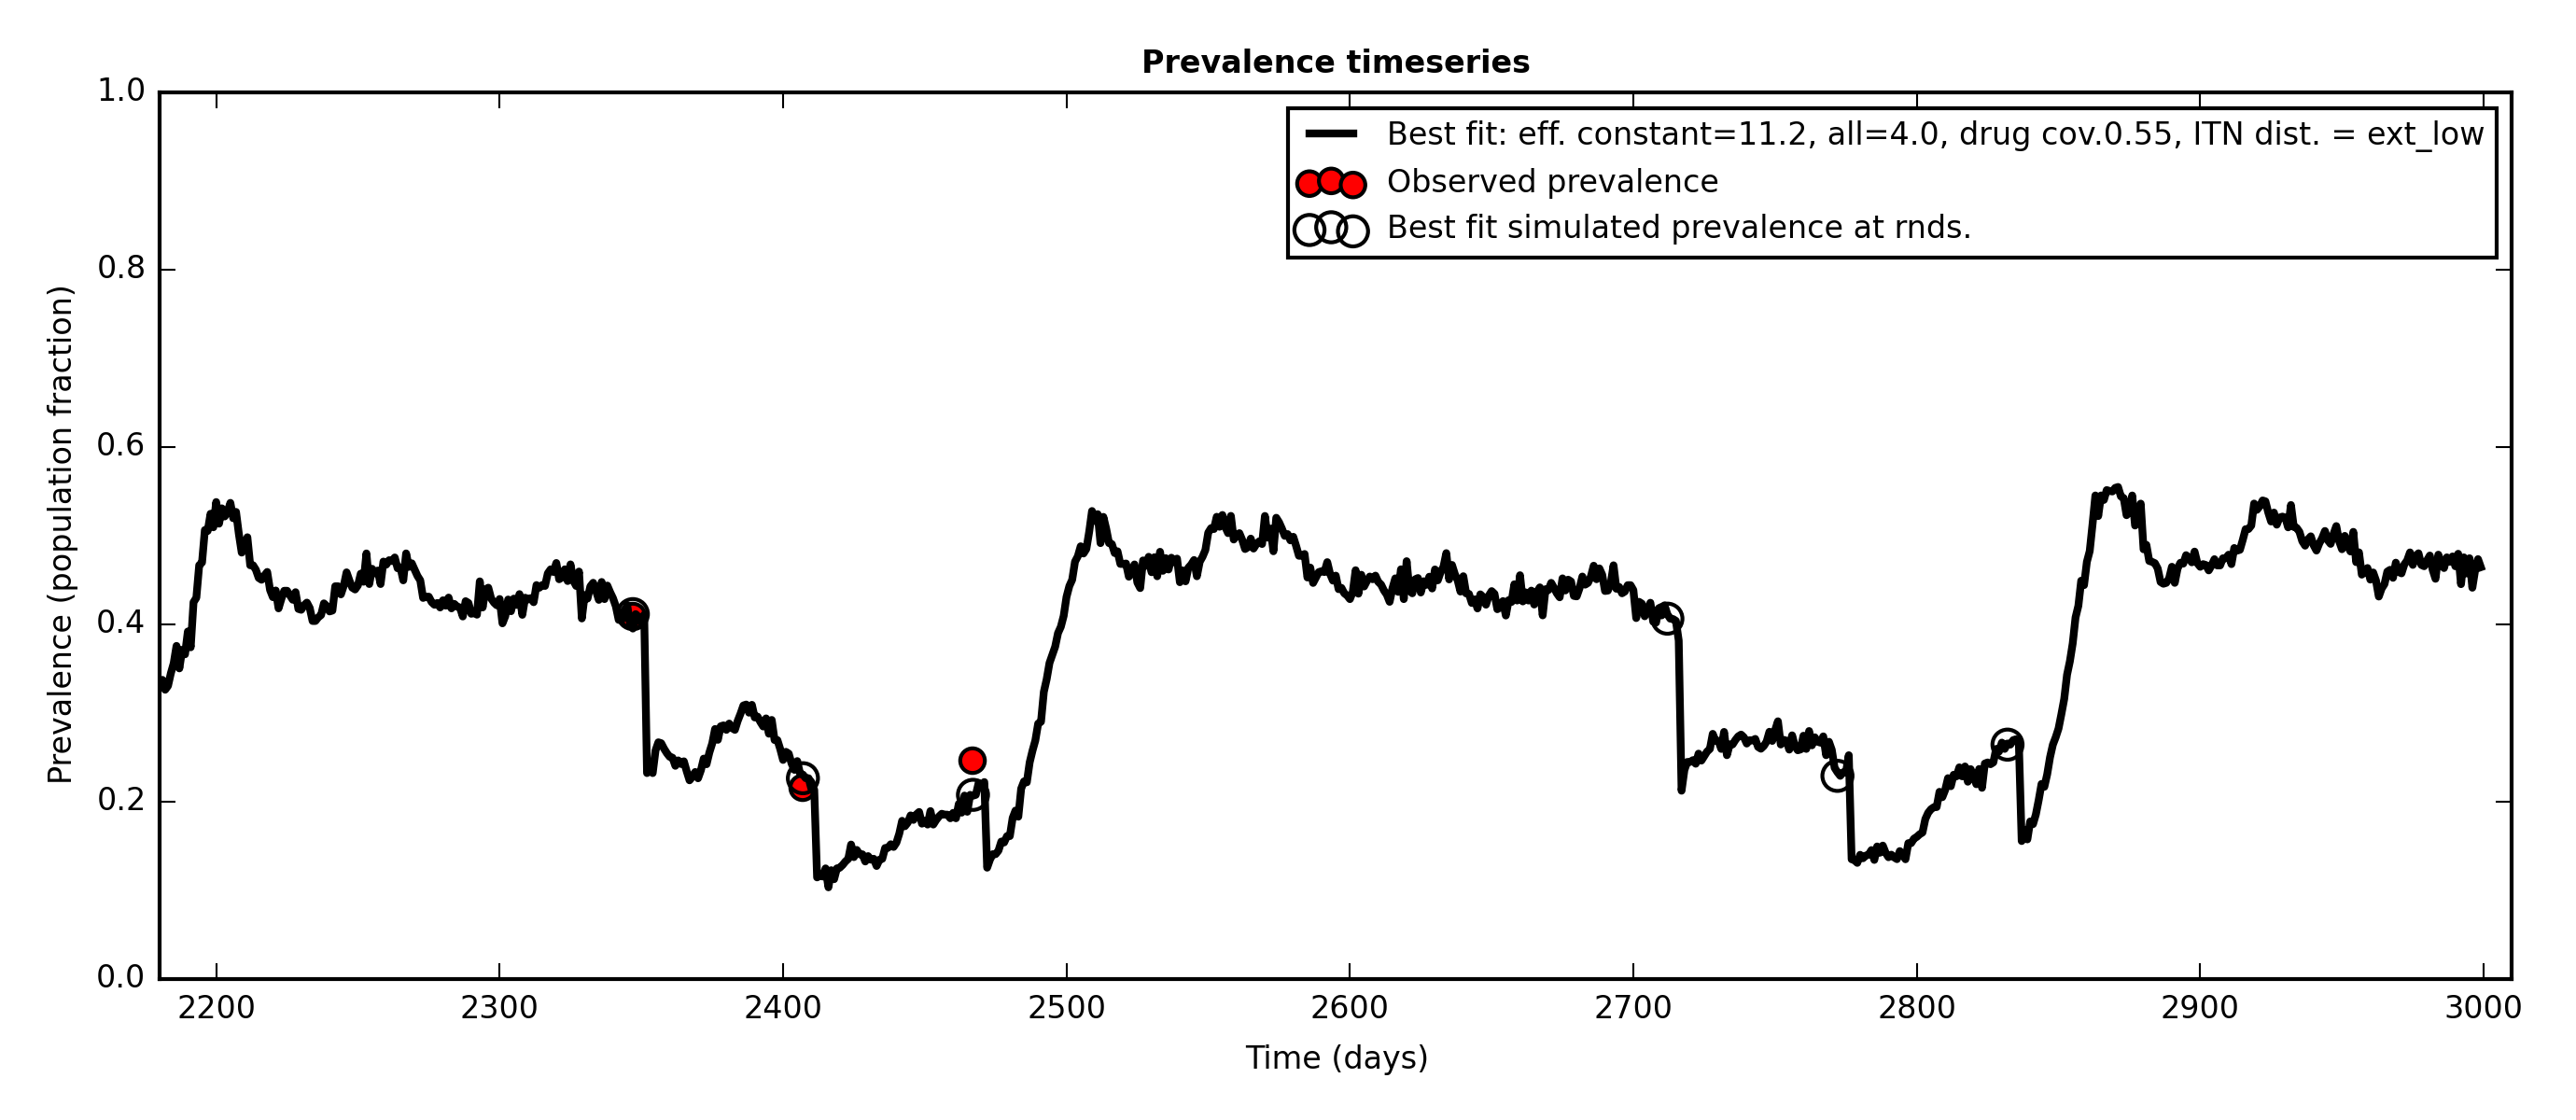 Prevalence timeseries
1.0
0.8
0.6
0.4
0.2
0.0
Prevalence (population fraction)
Best fit: eff. constant=11.2, all=4.0, drug cov.0.55, ITN dist. = ext_low
Observed prevalence
Best fit simulated prevalence at rnds.
2200 2300 2400 2500 2600 2700 2800 2900 3000
Time (days)